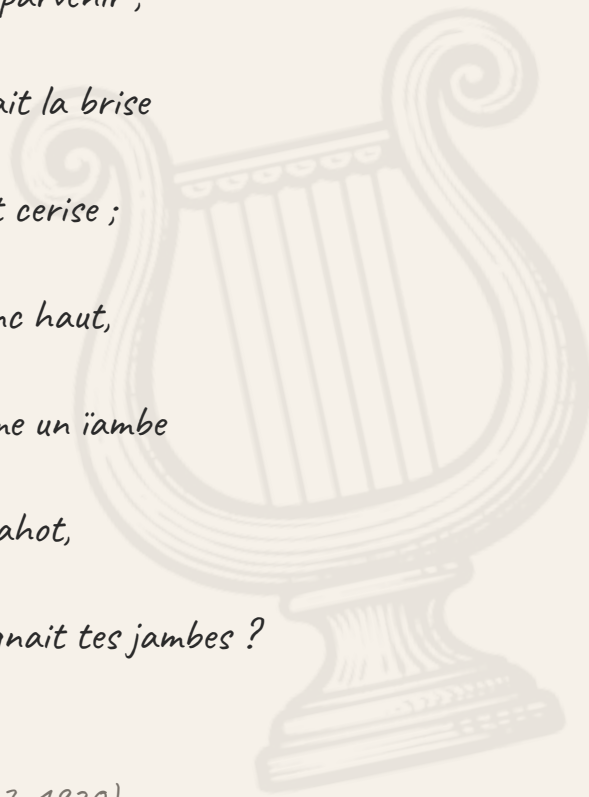 parvenir ;
ait la brise
t cerise ;
nc haut,
ne un ïambe
ahot,
nait tes jambes ?